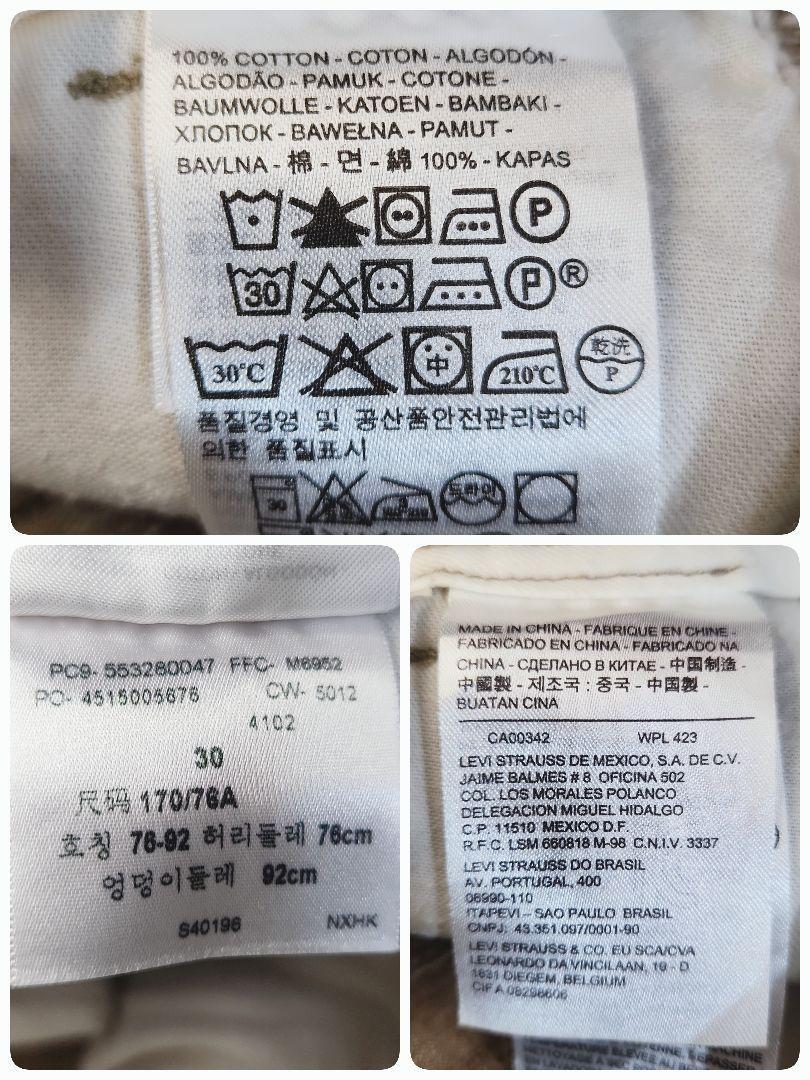 100% COTTON - COTON - ALGODÓN -
ALGODÃO - PAMUK - COTONE -
BAUMWOLLE - KATOEN - BAMBAKI -
ХЛОПОК - BAWEŁNA - PAMUT -
BAVLNA - 棉 - 면 - 綿 100% - KAPAS
P
30 P ®
30°C 中 210°C 乾洗 P
품질경영 및 공산품안전관리법에
의한 품질표시
30 드라이
PC9- 553280047 FFC- M6952
PO- 4515005676 CW- 5012
4102
30
尺码 170/76A
호칭 76-92 허리둘레 76cm
엉덩이둘레 92cm
S40196 NXHK
MADE IN CHINA - FABRIQUE EN CHINE -
FABRICADO EN CHINA - FABRICADO NA
CHINA - СДЕЛАНО В КИТАЕ - 中国制造 -
中國製 - 제조국 : 중국 - 中国製 -
BUATAN CINA
CA00342 WPL 423
LEVI STRAUSS DE MEXICO, S.A. DE C.V.
JAIME BALMES # 8 OFICINA 502
COL. LOS MORALES POLANCO
DELEGACION MIGUEL HIDALGO
C.P. 11510 MEXICO D.F.
R.F.C. LSM 660818 M-98 C.N.I.V. 3337
LEVI STRAUSS DO BRASIL
AV. PORTUGAL, 400
06690-110
ITAPEVI – SAO PAULO BRASIL
CNPJ: 43.351.097/0001-90
LEVI STRAUSS & CO. EU SCA/CVA
LEONARDO DA VINCILAAN, 19 - D
1831 DIEGEM, BELGIUM
CIF A 08298606